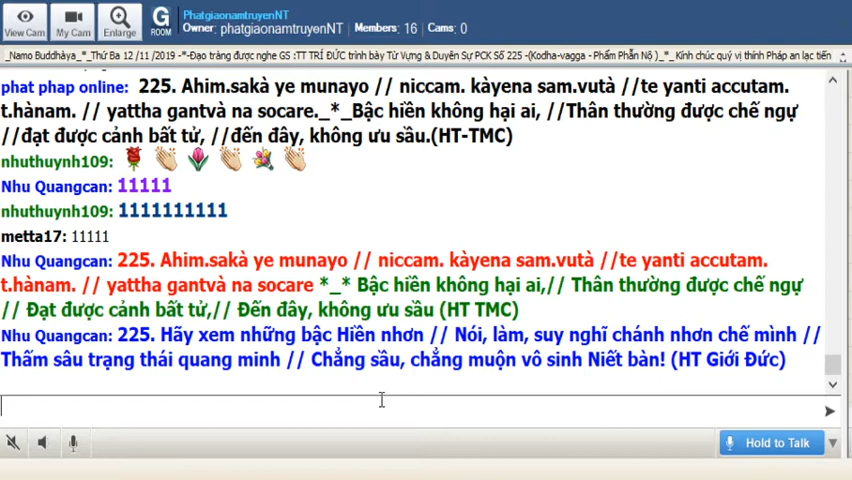 View Cam
My Cam
Enlarge
G
ROOM
PhatgiaonamtruyenNT
Owner: phatgiaonamtruyenNT Members: 16 Cams: 0
_Namo Buddhàya_*_Thứ Ba 12 /11 /2019 -*-Đạo tràng được nghe GS :TT TRÍ ĐỨC trình bày Từ Vựng & Duyên Sự PCK Số 225 -(Kodha-vagga - Phẩm Phẫn Nộ )_*_ Kính chúc quý vị thính Pháp an lạc tiến
phat phap online: 225. Ahim.sakà ye munayo // niccam. kàyena sam.vutà //te yanti accutam.
t.hànam. // yattha gantvà na socare._*_Bậc hiền không hại ai, //Thân thường được chế ngự
//đạt được cảnh bất tử, //đến đây, không ưu sầu.(HT-TMC)
nhuthuynh109:
Nhu Quangcan: 11111
nhuthuynh109: 1111111111
metta17: 11111
Nhu Quangcan: 225. Ahim.sakà ye munayo // niccam. kàyena sam.vutà //te yanti accutam.
t.hànam. // yattha gantvà na socare *_* Bậc hiền không hại ai,// Thân thường được chế ngự
// Đạt được cảnh bất tử,// Đến đây, không ưu sầu (HT TMC)
Nhu Quangcan: 225. Hãy xem những bậc Hiền nhơn // Nói, làm, suy nghĩ chánh nhơn chế mình //
Thấm sâu trạng thái quang minh // Chẳng sầu, chẳng muộn vô sinh Niết bàn! (HT Giới Đức)
Hold to Talk